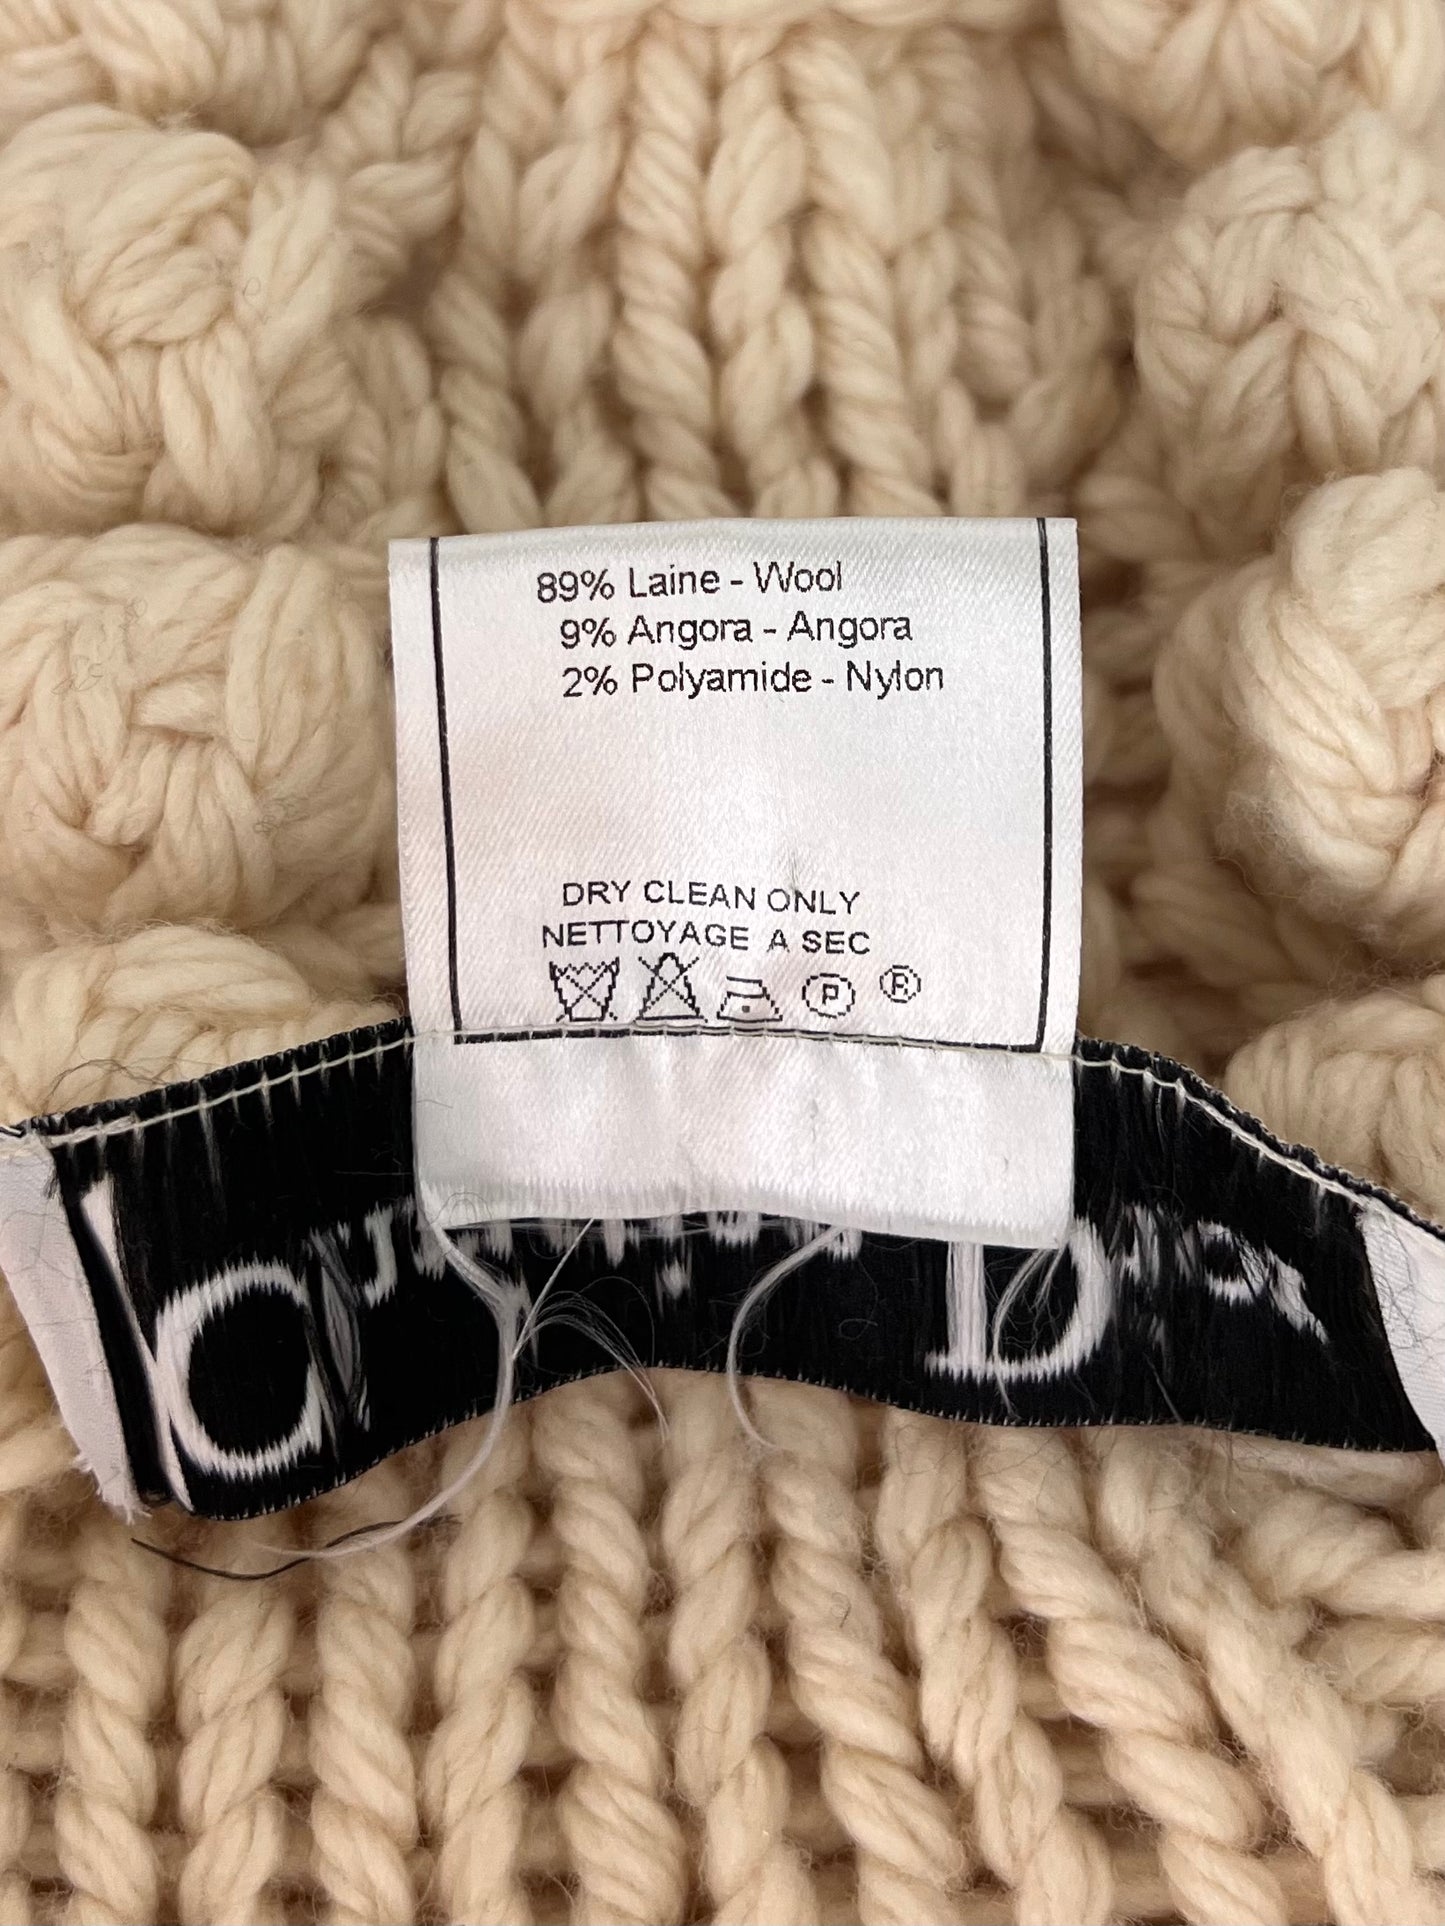 89% Laine - Wool
9% Angora - Angora
2% Polyamide - Nylon
DRY CLEAN ONLY
NETTOYAGE A SEC
P ®